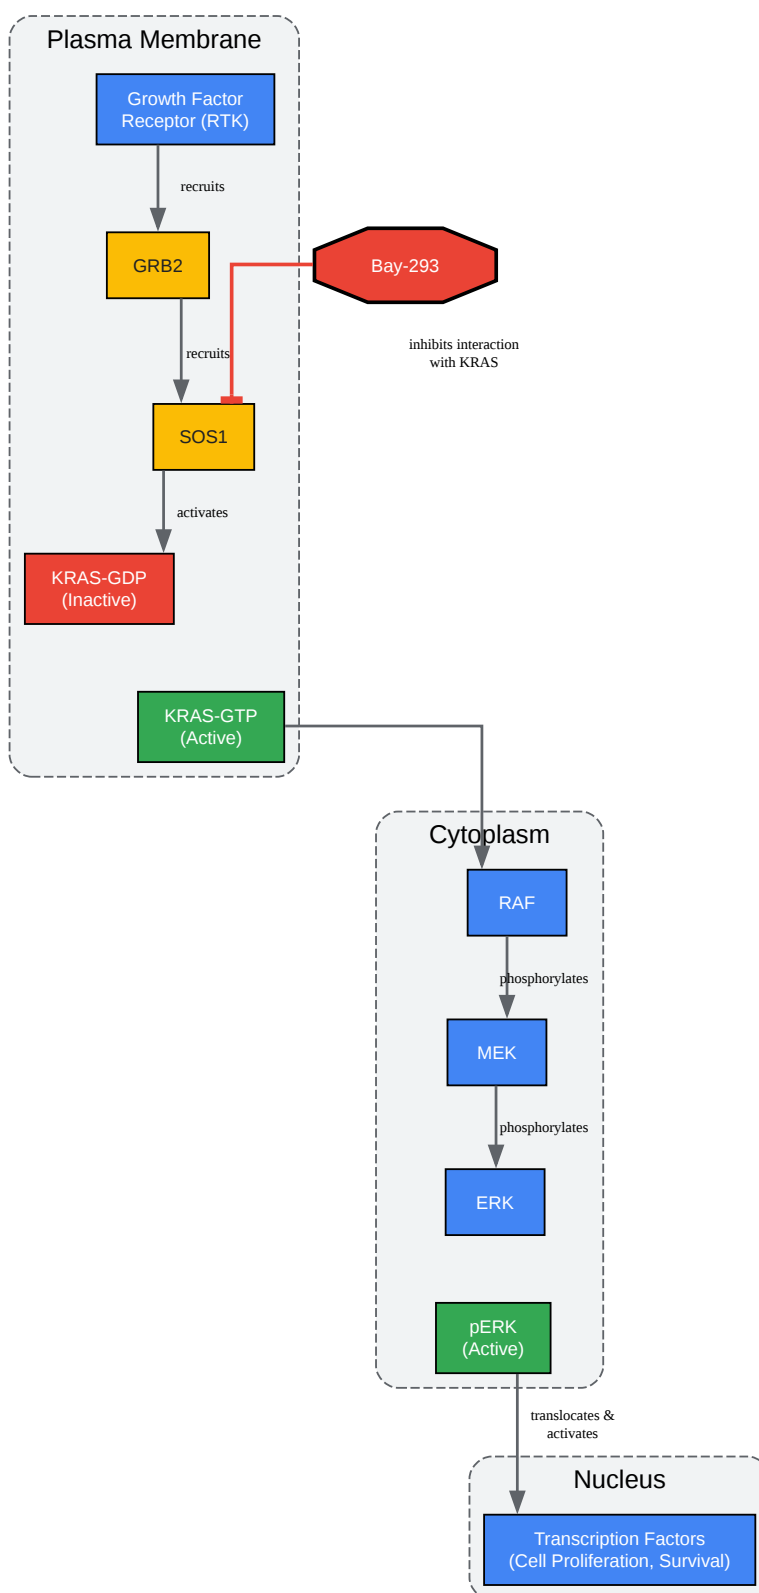 Plasma Membrane
Growth Factor
Receptor (RTK)
recruits
GRB2
Bay-293
inhibits interaction
with KRAS
recruits
SOS1
activates
KRAS-GDP
(Inactive)
KRAS-GTP
(Active)
Cytoplasm
RAF
phosphorylates
MEK
phosphorylates
ERK
pERK
(Active)
translocates &
activates
Nucleus
Transcription Factors
(Cell Proliferation, Survival)